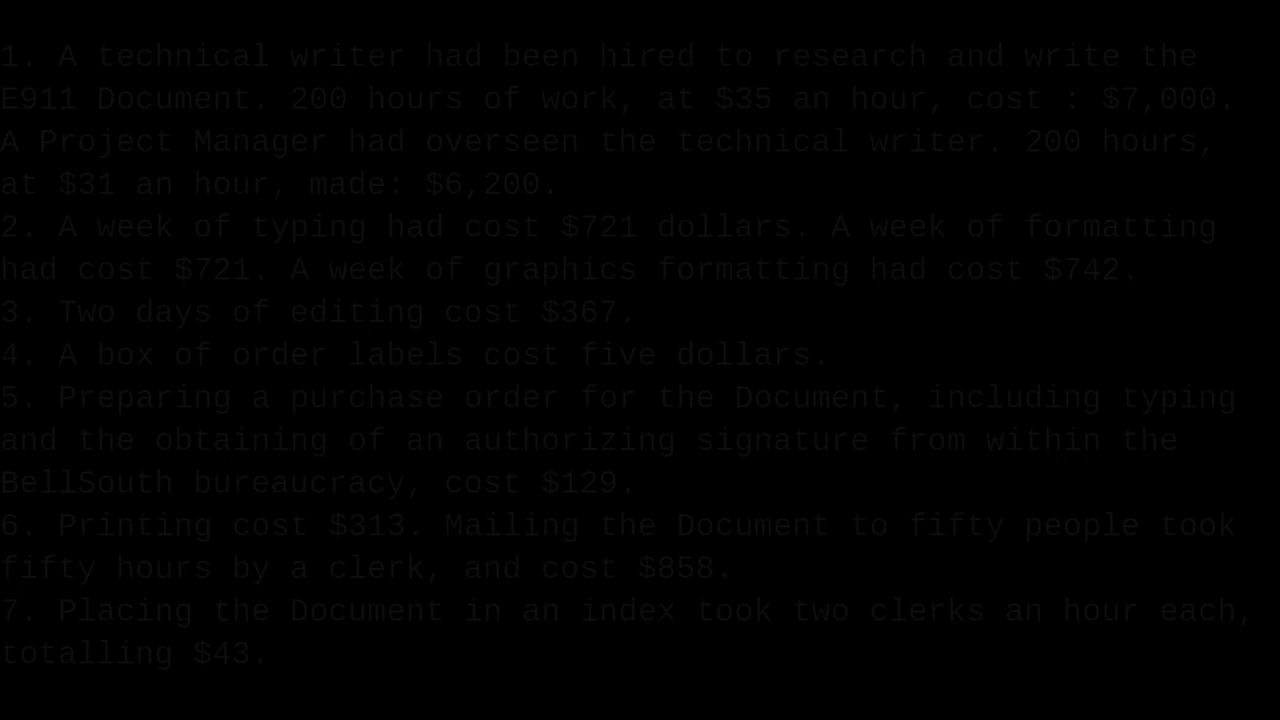 1. A technical writer had been hired to research and write the
E911 Document. 200 hours of work, at $35 an hour, cost : $7,000.
A Project Manager had overseen the technical writer. 200 hours,
at $31 an hour, made: $6,200.
2. A week of typing had cost $721 dollars. A week of formatting
had cost $721. A week of graphics formatting had cost $742.
3. Two days of editing cost $367.
4. A box of order labels cost five dollars.
5. Preparing a purchase order for the Document, including typing
and the obtaining of an authorizing signature from within the
BellSouth bureaucracy, cost $129.
6. Printing cost $313. Mailing the Document to fifty people took
fifty hours by a clerk, and cost $858.
7. Placing the Document in an index took two clerks an hour each,
totalling $43.